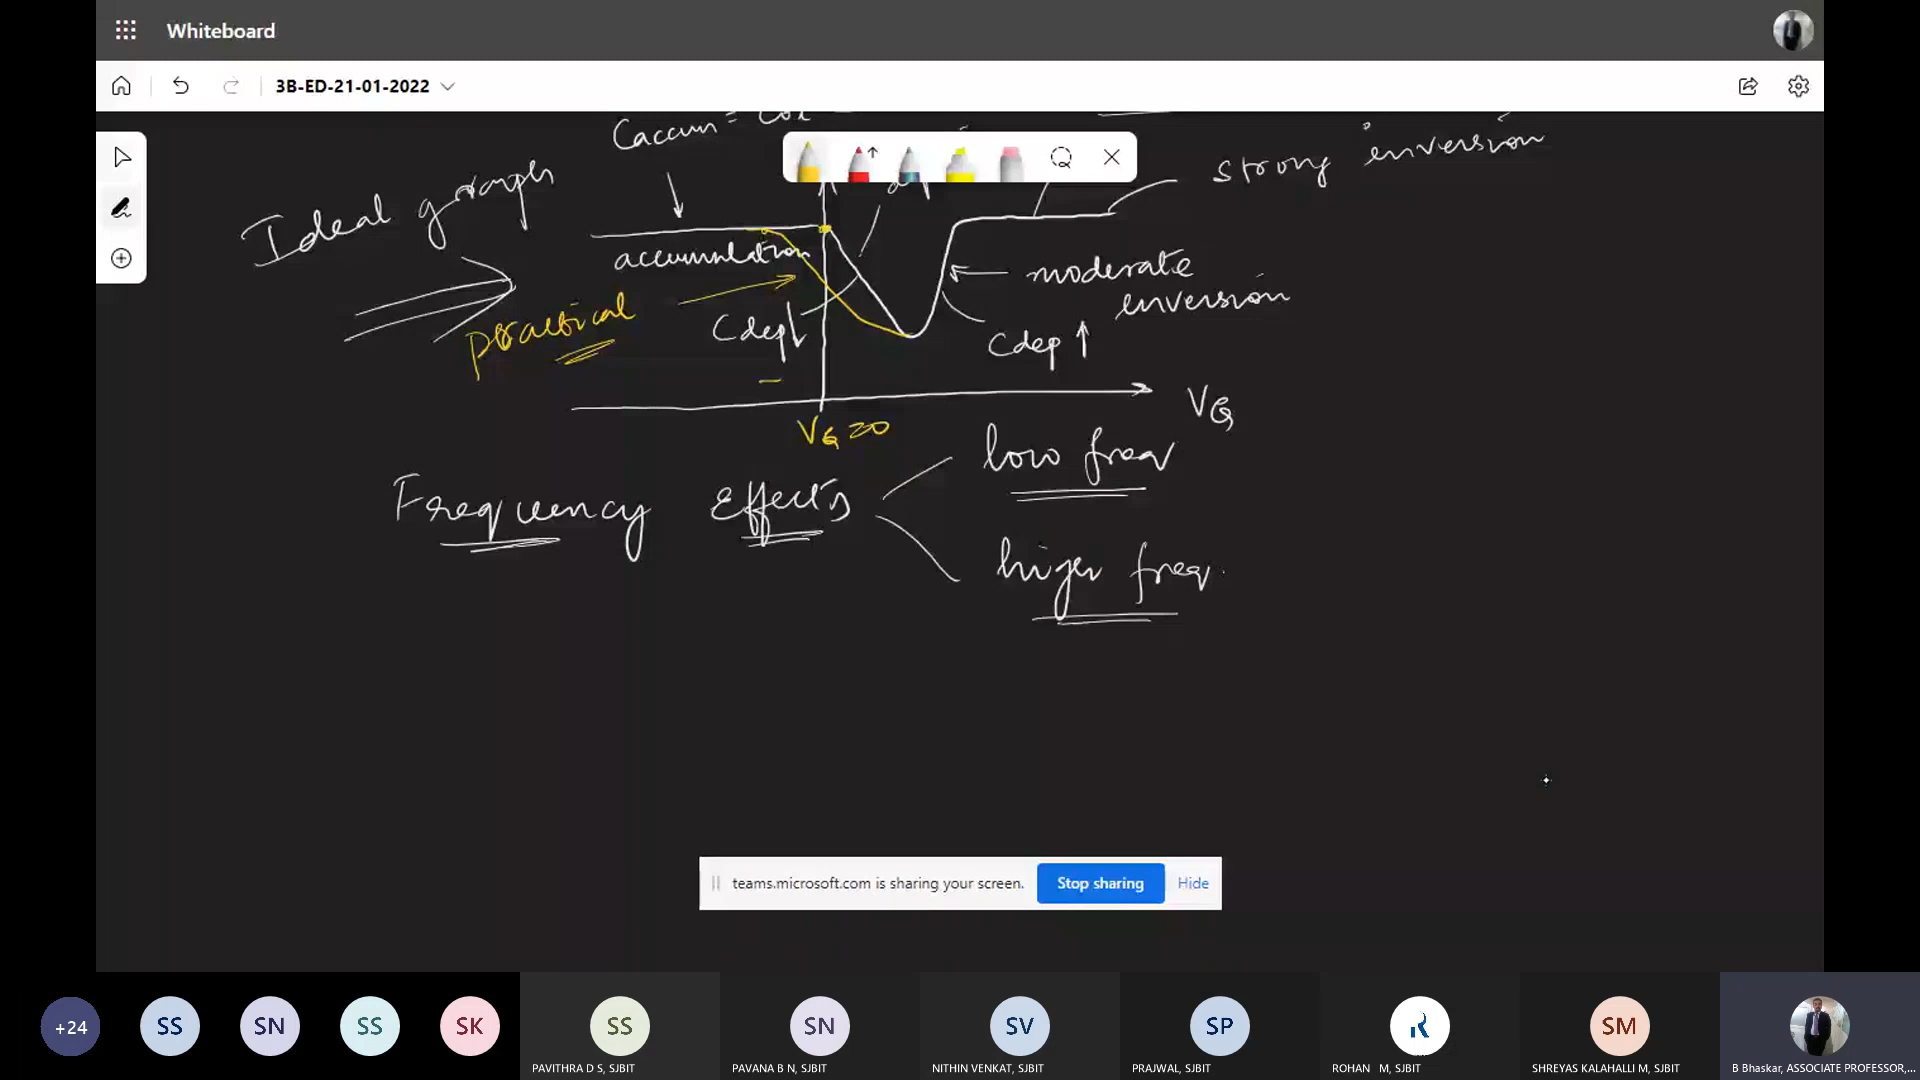 Whiteboard
3B-ED-21-01-2022
Caccum = Cox
strong inversion
Ideal graph
accumulation
moderate
inversion
practical
Cdep↓
Cdep ↑
VG
VG=0
low freq
Frequency Effects
higer freq.
teams.microsoft.com is sharing your screen.
Stop sharing
Hide
+24
SS
SN
SS
SK
SS
SN
SV
SP
SM
PAVITHRA D S, SJBIT
PAVANA B N, SJBIT
NITHIN VENKAT, SJBIT
PRAJWAL, SJBIT
ROHAN M, SJBIT
SHREYAS KALAHALLI M, SJBIT
B Bhaskar, ASSOCIATE PROFESSOR,...